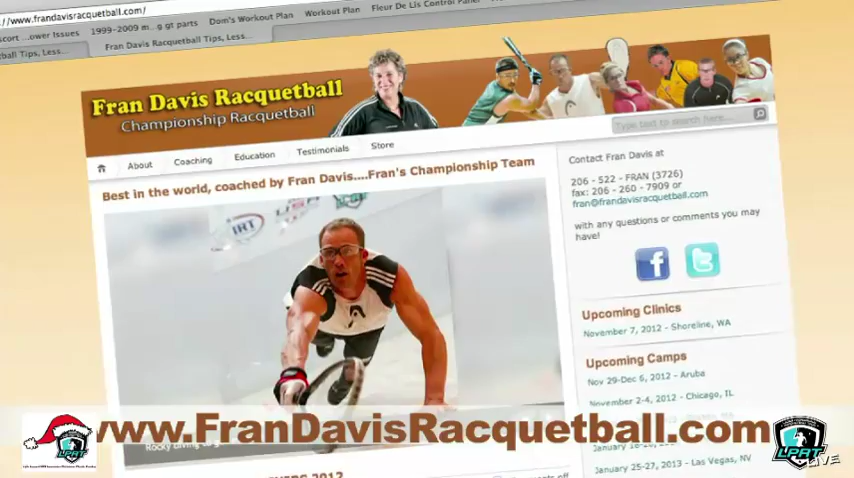 ://www.frandavisracquetball.com/
1999-2009 m...g gt parts
Dom's Workout Plan
Workout Plan
Fleur De Lis Control Panel
...ower Issues
Fran Davis Racquetball Tips, Less...
Fran Davis Racquetball
Championship Racquetball
Type text to search here...
About
Coaching
Education
Testimonials
Store
Best in the world, coached by Fran Davis....Fran's Championship Team
IRT
USA
Contact Fran Davis at
206 - 522 - FRAN (3726)
fax: 206 - 260 - 7909 or
fran@frandavisracquetball.com
with any questions or comments you may
have!
Upcoming Clinics
November 7, 2012 - Shoreline, WA
Upcoming Camps
Nov 29-Dec 6, 2012 - Aruba
November 2-4, 2012 - Chicago, IL
January 25-27, 2013 - Las Vegas, NV
www.FranDavisRacquetball.com
LPRT
LPRT
LIVE